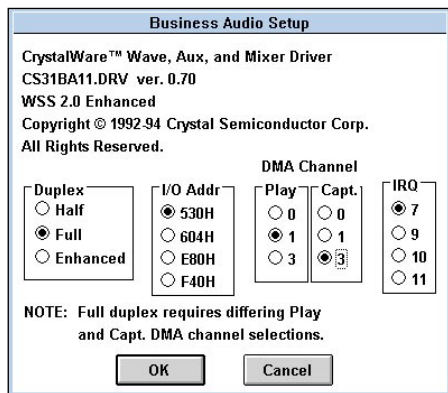 Business Audio Setup
CrystalWare™ Wave, Aux, and Mixer Driver
CS31BA11.DRV ver. 0.70
WSS 2.0 Enhanced
Copyright © 1992-94 Crystal Semiconductor Corp.
All Rights Reserved.
DMA Channel
Duplex
Half
Full
Enhanced
I/O Addr
530H
604H
E80H
F40H
Play
0
1
3
Capt.
0
1
3
IRQ
7
9
10
11
NOTE: Full duplex requires differing Play
and Capt. DMA channel selections.
OK
Cancel